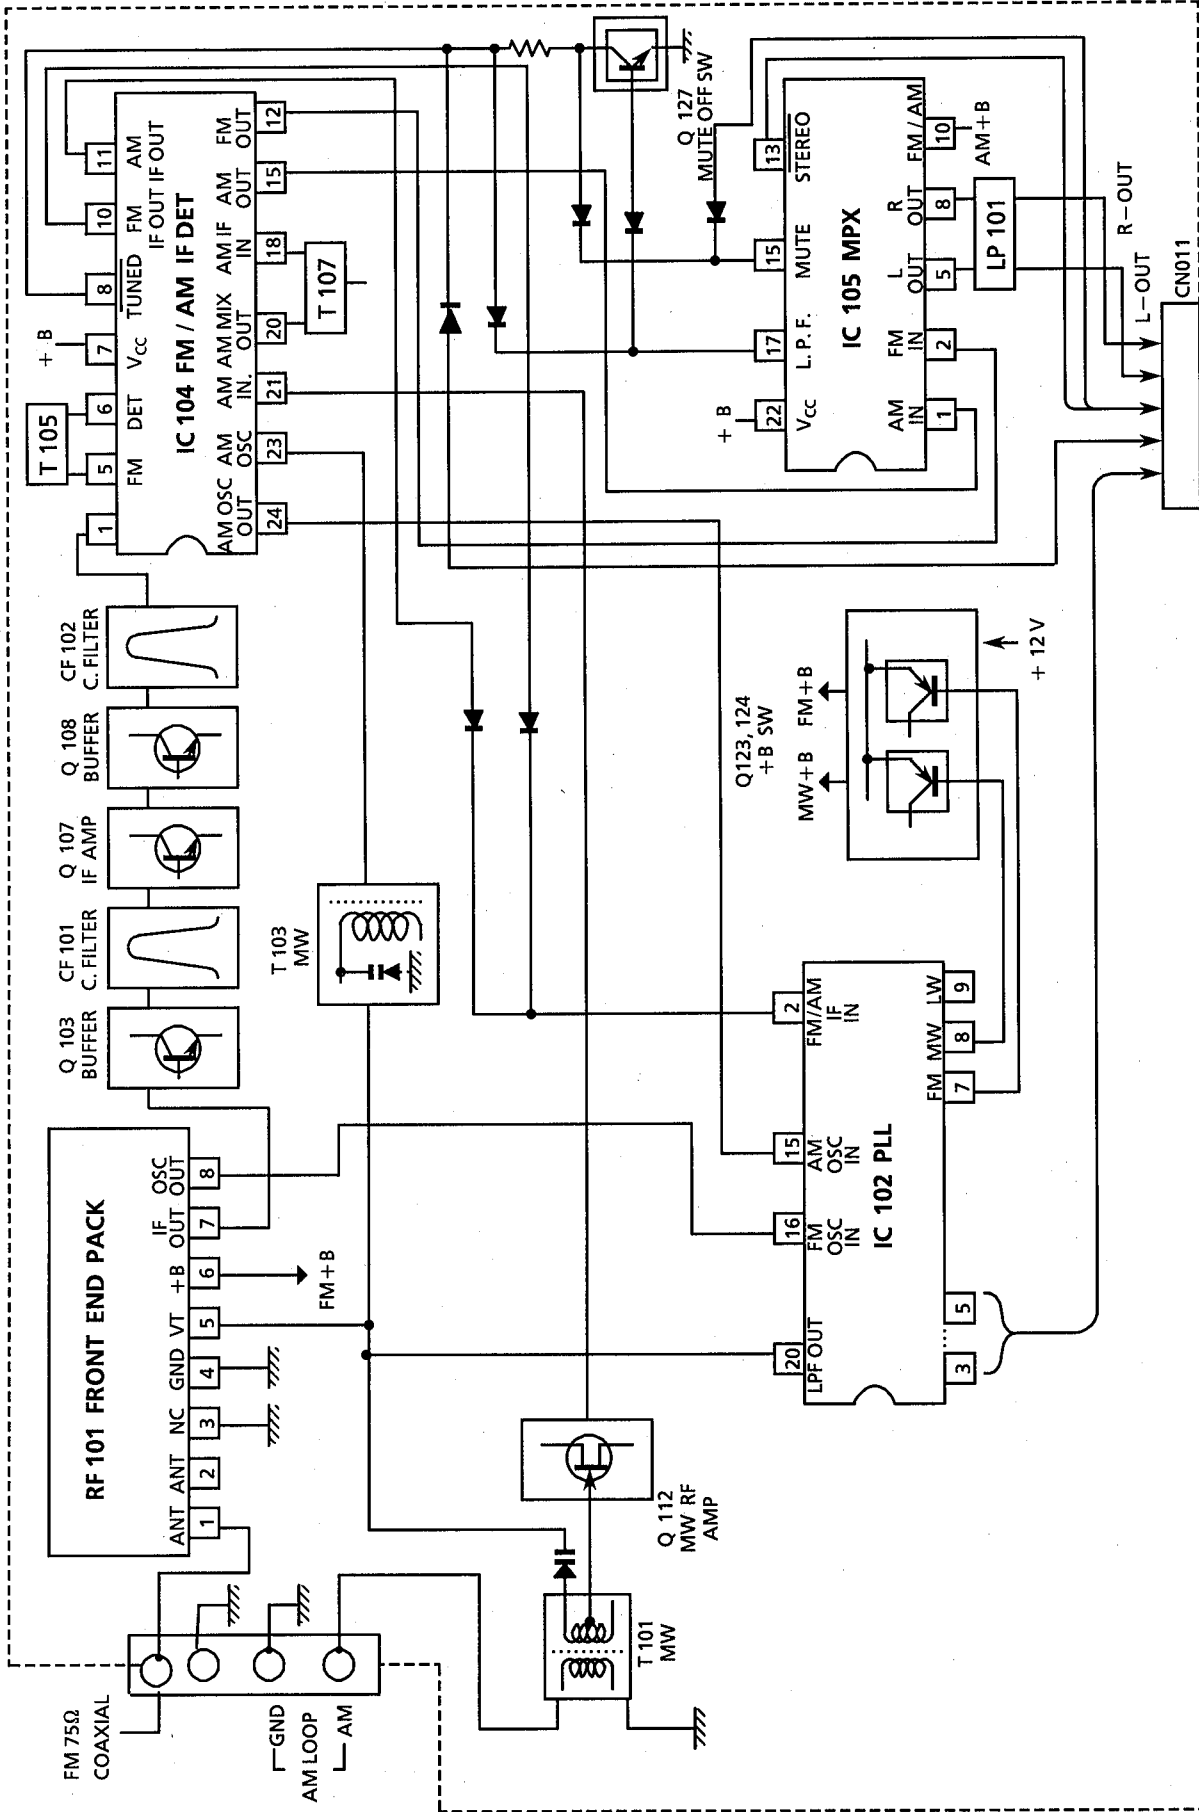 FM 75Ω
COAXIAL
GND
AM LOOP
AM
RF 101 FRONT END PACK
ANT
ANT
NC
GND
VT
+B
IF
OUT
OSC
OUT
1
2
3
4
5
6
7
8
FM+B
Q 103
BUFFER
CF 101
C. FILTER
Q 107
IF AMP
Q 108
BUFFER
CF 102
C. FILTER
T 105
+ B
1
5
6
7
8
10
11
FM
DET
VCC
TUNED
FM
IF OUT
AM
IF OUT
IC 104 FM / AM IF DET
AM OSC
OUT
AM
OSC
AM
IN.
AM MIX
OUT
AM IF
IN
AM
OUT
FM
OUT
24
23
21
20
18
15
12
T 107
T 103
MW
T 101
MW
Q 112
MW RF
AMP
20
16
15
2
LPF OUT
FM
OSC
IN
AM
OSC
IN
FM/AM
IF
IN
IC 102 PLL
FM
MW
LW
3
5
7
8
9
Q123, 124
+B SW
MW+B
FM+B
+ 12 V
Q 127
MUTE OFF SW
+ B
22
17
15
13
VCC
L. P. F.
MUTE
STEREO
IC 105 MPX
AM
IN
FM
IN
L
OUT
R
OUT
FM / AM
1
2
5
8
10
LP 101
AM+B
L-OUT
R-OUT
CN011